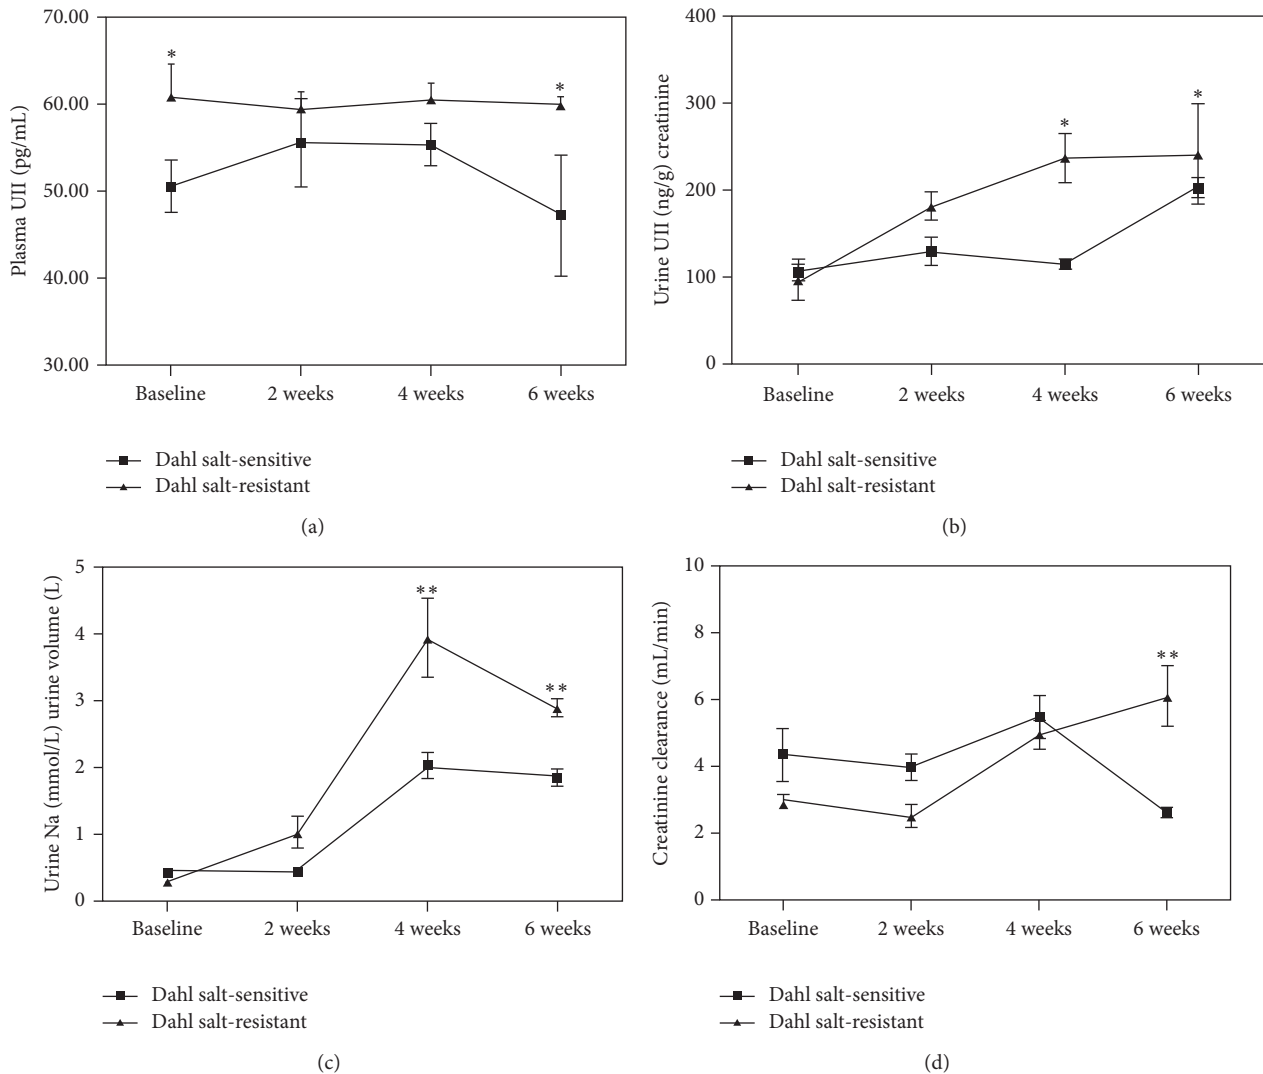 70.00
60.00
50.00
40.00
30.00
Plasma UII (pg/mL)
*
*
Baseline
2 weeks
4 weeks
6 weeks
Dahl salt-sensitive
Dahl salt-resistant
(a)
400
300
200
100
0
Urine UII (ng/g) creatinine
*
*
Baseline
2 weeks
4 weeks
6 weeks
Dahl salt-sensitive
Dahl salt-resistant
(b)
5
4
3
2
1
0
Urine Na (mmol/L) urine volume (L)
**
**
Baseline
2 weeks
4 weeks
6 weeks
Dahl salt-sensitive
Dahl salt-resistant
(c)
10
8
6
4
2
0
Creatinine clearance (mL/min)
**
Baseline
2 weeks
4 weeks
6 weeks
Dahl salt-sensitive
Dahl salt-resistant
(d)